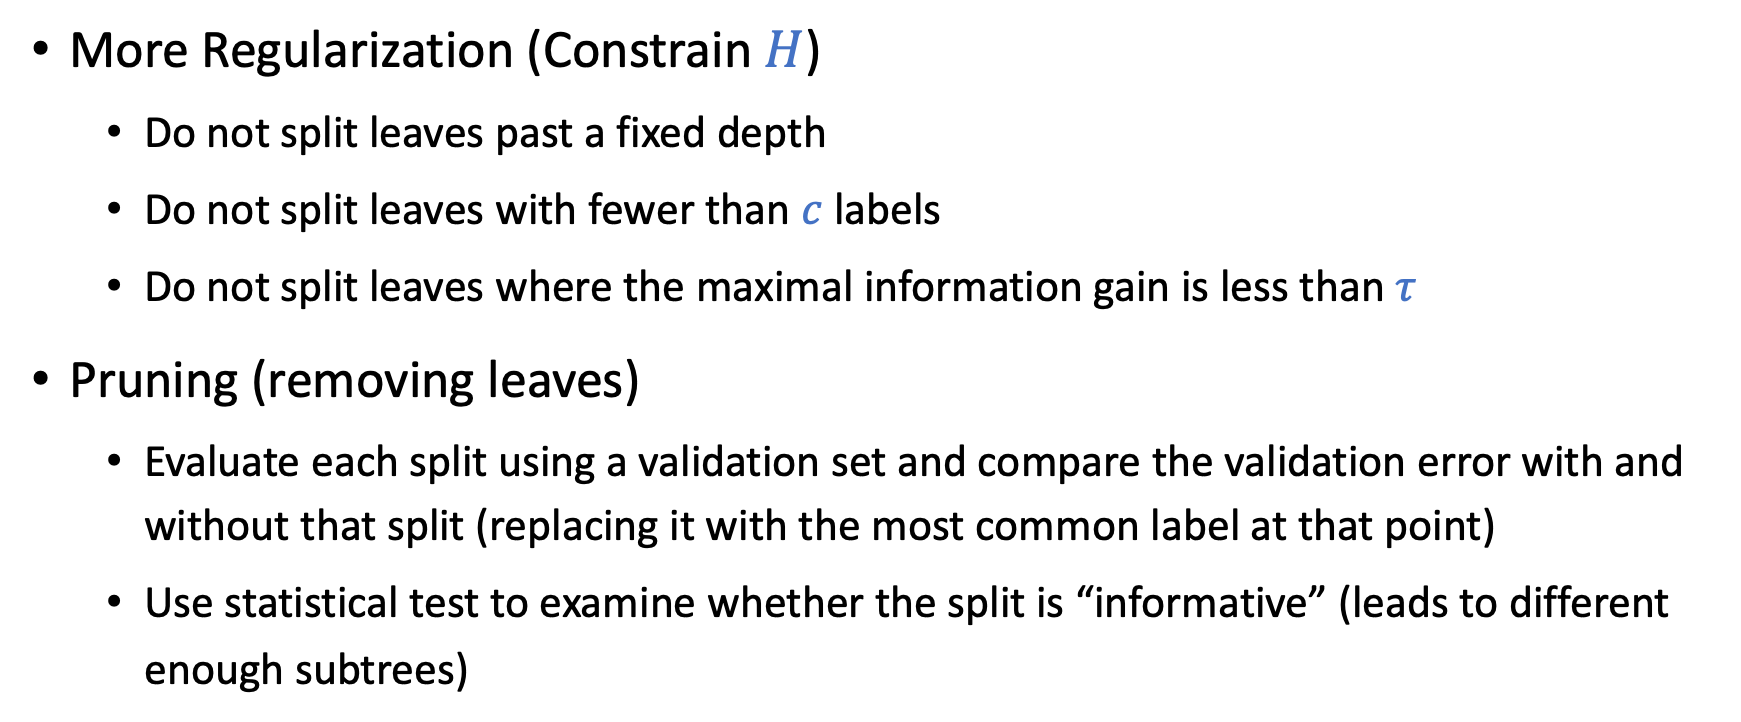 • More Regularization (Constrain H)
• Do not split leaves past a fixed depth
• Do not split leaves with fewer than c labels
• Do not split leaves where the maximal information gain is less than τ
• Pruning (removing leaves)
• Evaluate each split using a validation set and compare the validation error with and
without that split (replacing it with the most common label at that point)
• Use statistical test to examine whether the split is “informative” (leads to different
enough subtrees)